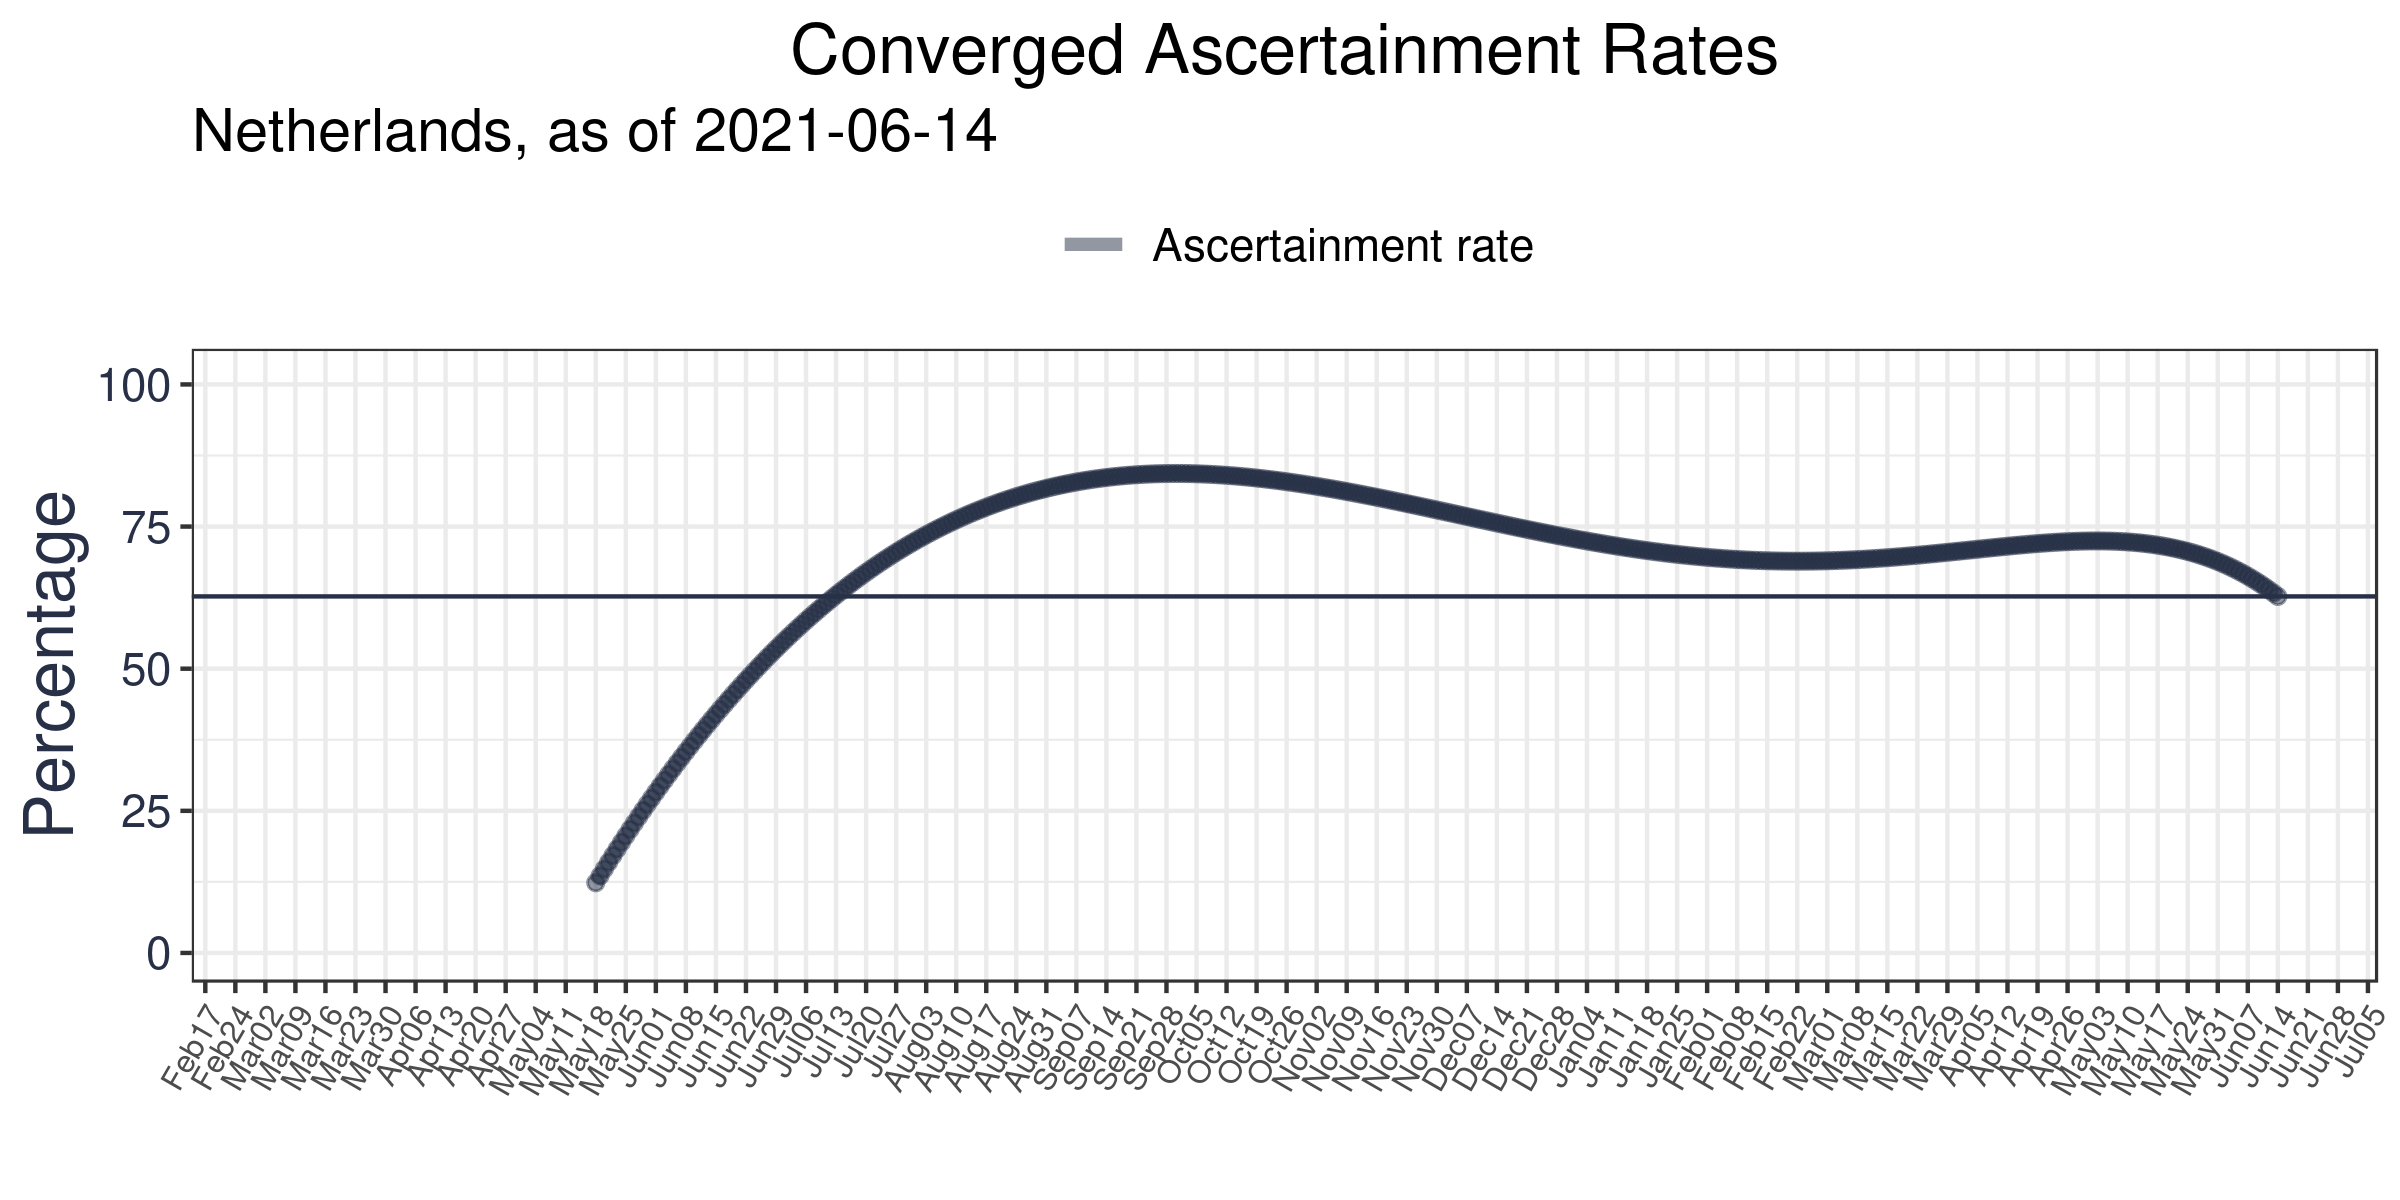 Converged Ascertainment Rates
Netherlands, as of 2021-06-14
Ascertainment rate
Percentage
100
75
50
25
0
Feb17
Feb24
Mar02
Mar09
Mar16
Mar23
Mar30
Apr06
Apr13
Apr20
Apr27
May04
May11
May18
May25
Jun01
Jun08
Jun15
Jun22
Jun29
Jul06
Jul13
Jul20
Jul27
Aug03
Aug10
Aug17
Aug24
Aug31
Sep07
Sep14
Sep21
Sep28
Oct05
Oct12
Oct19
Oct26
Nov02
Nov09
Nov16
Nov23
Nov30
Dec07
Dec14
Dec21
Dec28
Jan04
Jan11
Jan18
Jan25
Feb01
Feb08
Feb15
Feb22
Mar01
Mar08
Mar15
Mar22
Mar29
Apr05
Apr12
Apr19
Apr26
May03
May10
May17
May24
May31
Jun07
Jun14
Jun21
Jun28
Jul05